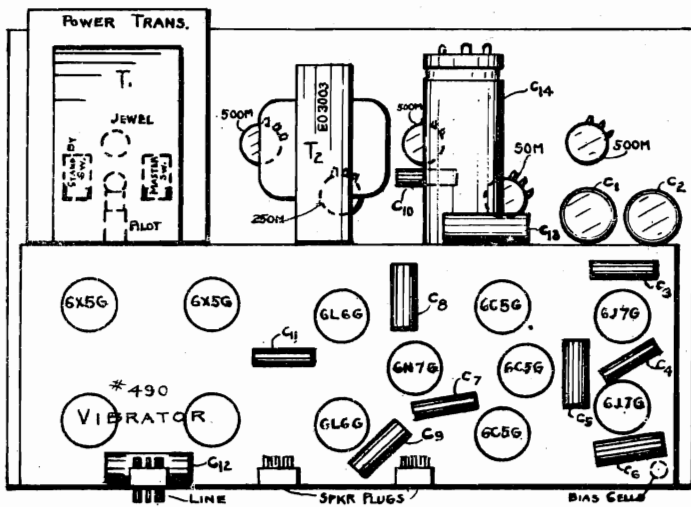 POWER TRANS.
T1
JEWEL
STAND BY SW.
MASTER SW.
PILOT
500M
EO 3003
T2
250M
500M
C10
C14
50M
C13
500M
C1
C2
6X5G
6X5G
6L6G
C8
6C5G
C3
6J7G
C11
6N7G
6C5G
C4
C5
#490
VIBRATOR
C7
6J7G
6L6G
C9
6C5G
C6
C12
LINE
SPKR PLUGS
BIAS CELLS